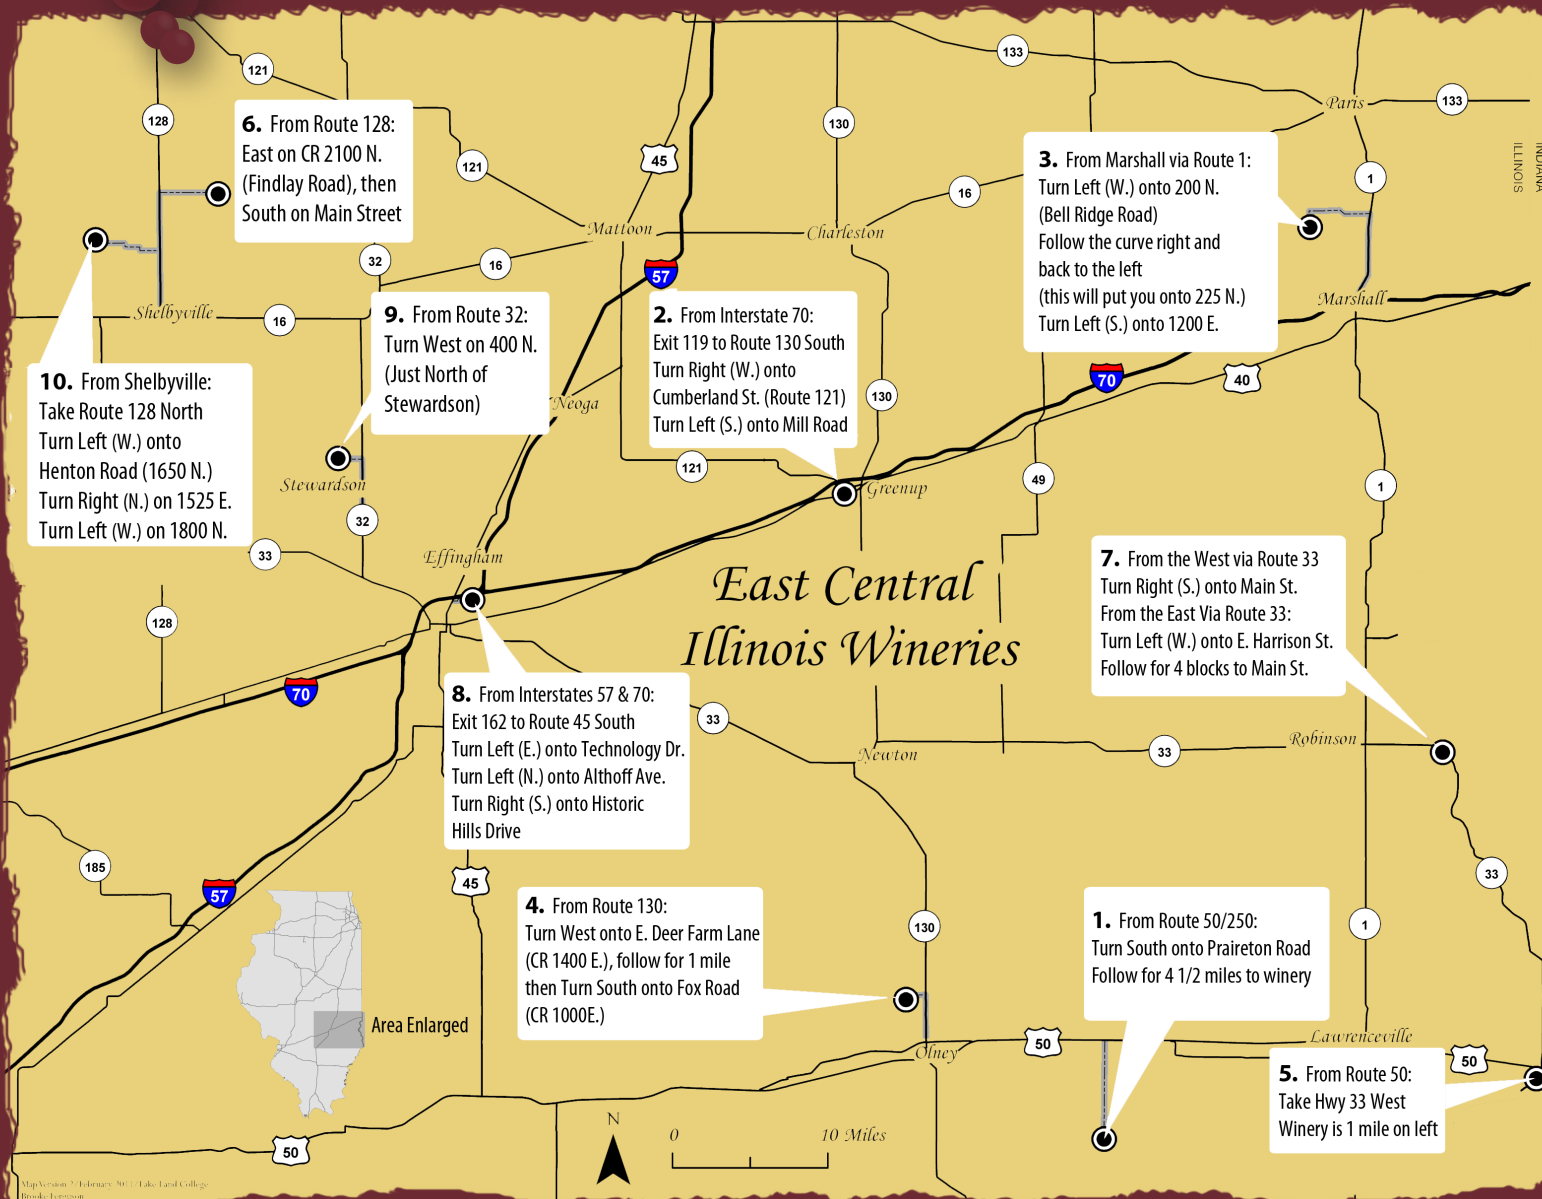 East Central
Illinois Wineries
6. From Route 128:
East on CR 2100 N.
(Findlay Road), then
South on Main Street
3. From Marshall via Route 1:
Turn Left (W.) onto 200 N.
(Bell Ridge Road)
Follow the curve right and
back to the left
(this will put you onto 225 N.)
Turn Left (S.) onto 1200 E.
9. From Route 32:
Turn West on 400 N.
(Just North of
Stewardson)
2. From Interstate 70:
Exit 119 to Route 130 South
Turn Right (W.) onto
Cumberland St. (Route 121)
Turn Left (S.) onto Mill Road
10. From Shelbyville:
Take Route 128 North
Turn Left (W.) onto
Henton Road (1650 N.)
Turn Right (N.) on 1525 E.
Turn Left (W.) on 1800 N.
7. From the West via Route 33
Turn Right (S.) onto Main St.
From the East Via Route 33:
Turn Left (W.) onto E. Harrison St.
Follow for 4 blocks to Main St.
8. From Interstates 57 & 70:
Exit 162 to Route 45 South
Turn Left (E.) onto Technology Dr.
Turn Left (N.) onto Althoff Ave.
Turn Right (S.) onto Historic
Hills Drive
4. From Route 130:
Turn West onto E. Deer Farm Lane
(CR 1400 E.), follow for 1 mile
then Turn South onto Fox Road
(CR 1000E.)
1. From Route 50/250:
Turn South onto Praireton Road
Follow for 4 1/2 miles to winery
5. From Route 50:
Take Hwy 33 West
Winery is 1 mile on left
121
133
128
130
45
121
16
1
133
Paris
ILLINOIS
INDIANA
Mattoon
Charleston
32
16
57
Shelbyville
16
Marshall
70
40
Neoga
130
121
Greenup
49
1
Stewardson
32
33
Effingham
128
70
33
Newton
33
Robinson
185
57
45
33
130
1
Area Enlarged
Olney
50
Lawrenceville
50
50
N
0
10 Miles
Map Version 2 / February 2011 / Lake Land College
Brooke Ferguson